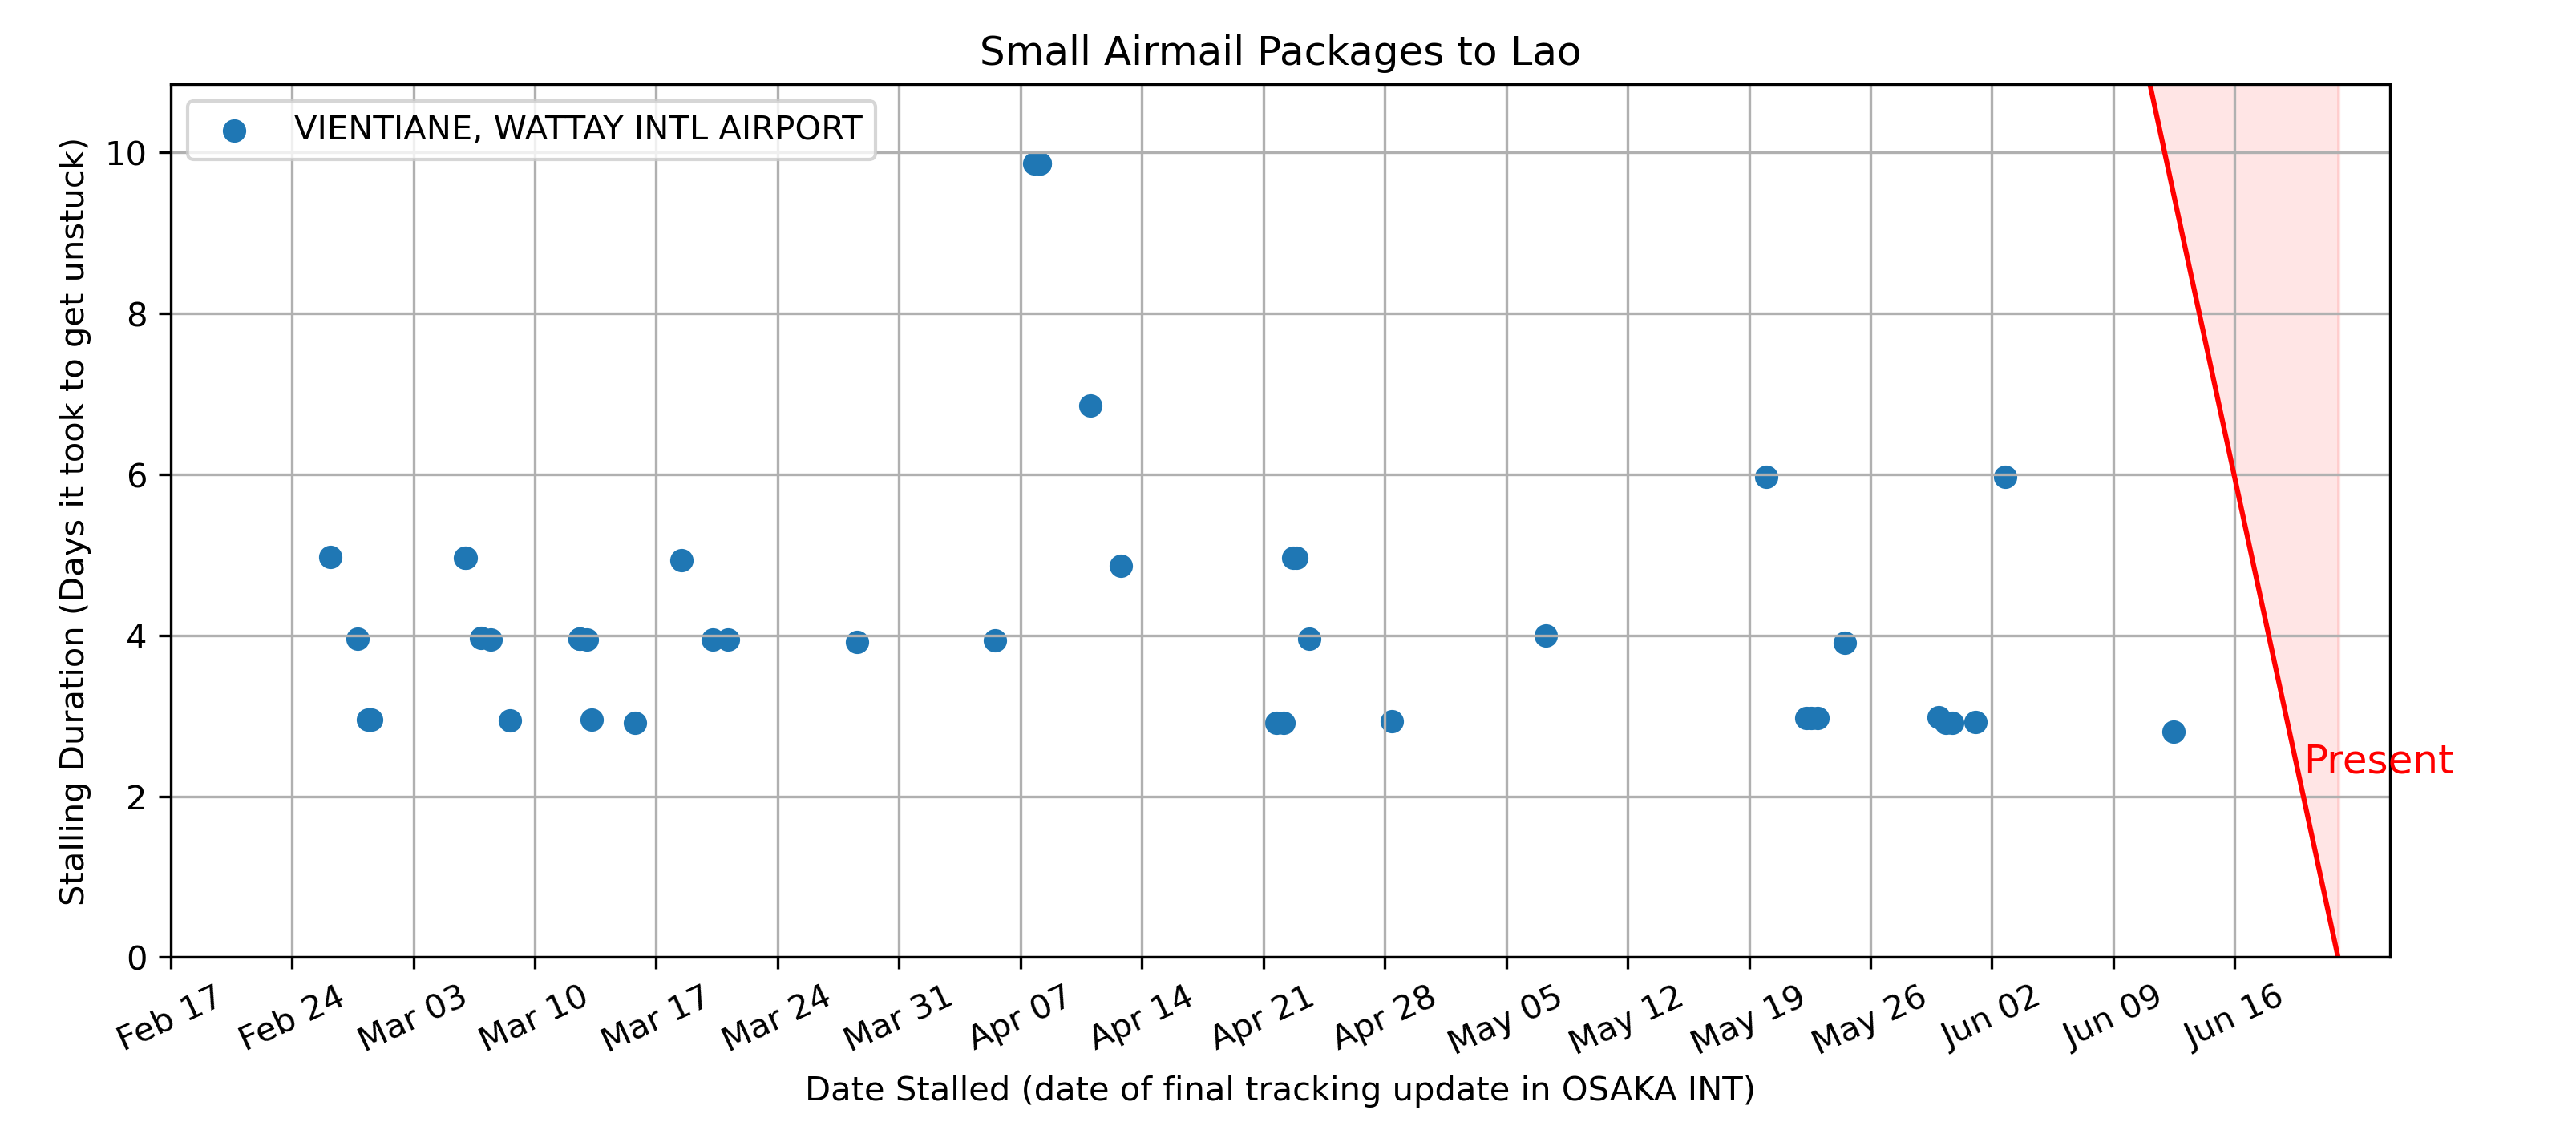 Small Airmail Packages to Lao
VIENTIANE, WATTAY INTL AIRPORT
Stalling Duration (Days it took to get unstuck)
10
8
6
4
2
0
Present
Feb 17
Feb 24
Mar 03
Mar 10
Mar 17
Mar 24
Mar 31
Apr 07
Apr 14
Apr 21
Apr 28
May 05
May 12
May 19
May 26
Jun 02
Jun 09
Jun 16
Date Stalled (date of final tracking update in OSAKA INT)